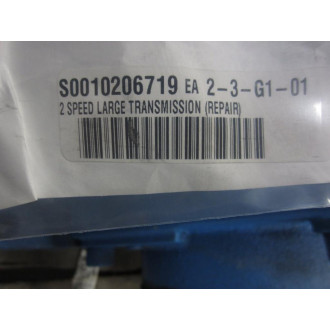 S0010206719 EA 2-3-G1-01
2 SPEED LARGE TRANSMISSION (REPAIR)